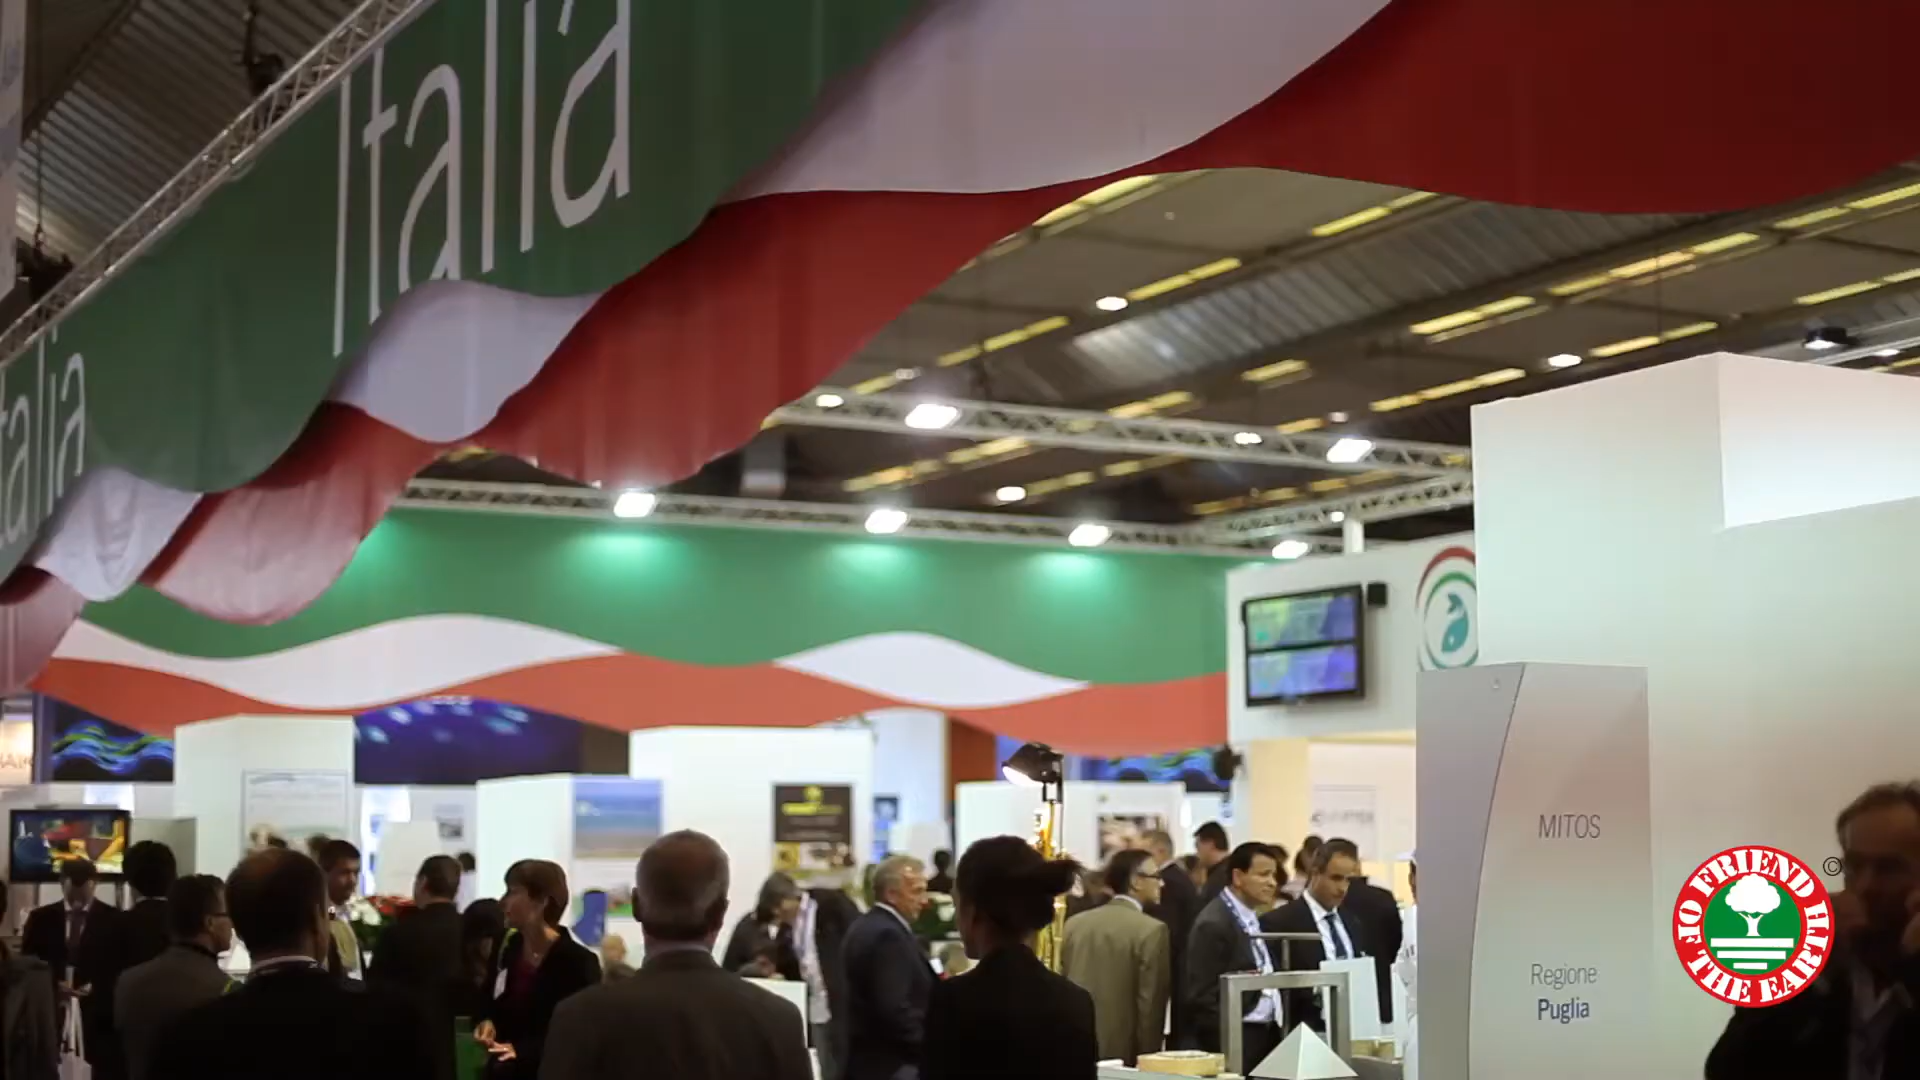 Italia
talia
MITOS
Regione
Puglia
FRIEND OF THE EARTH
©